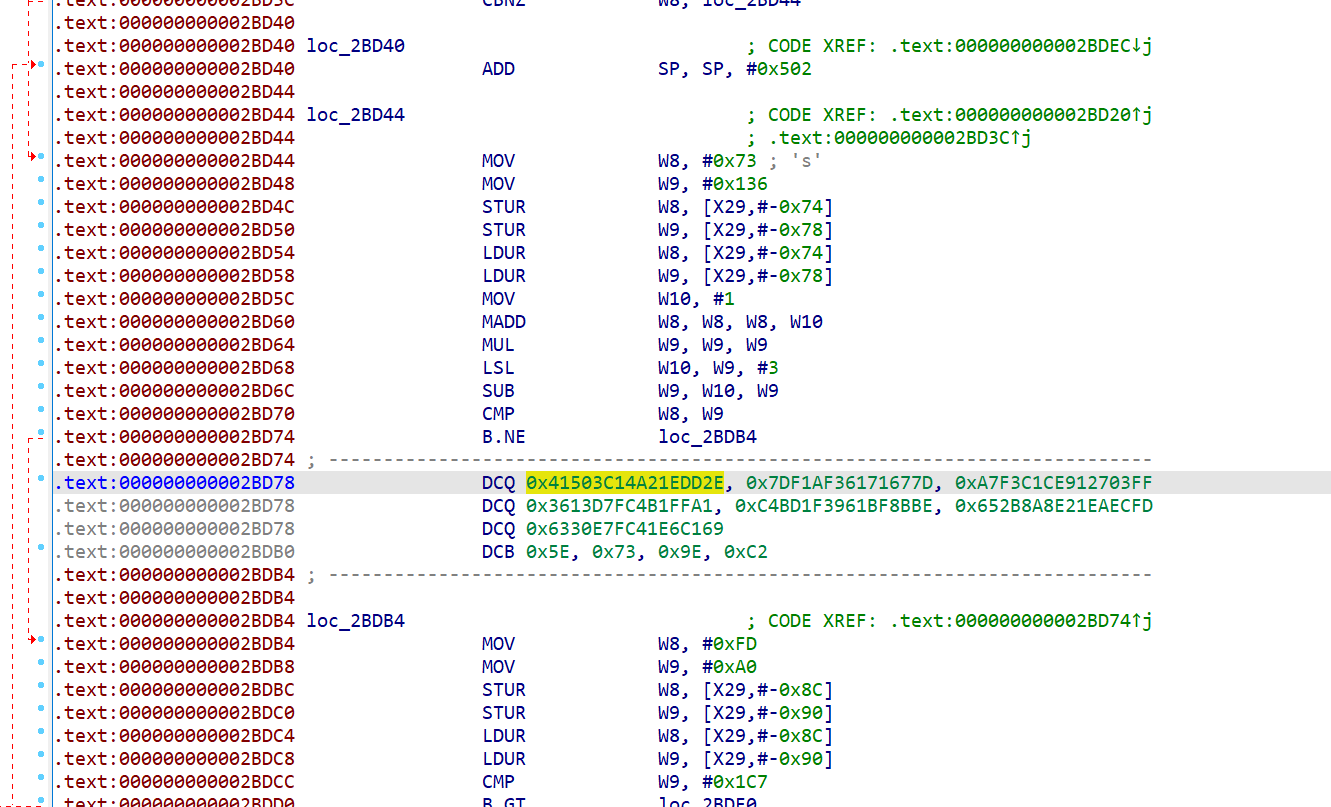 .text:000000000002BD3C CBNZ W8, loc_2BD44
.text:000000000002BD40
.text:000000000002BD40 loc_2BD40 ; CODE XREF: .text:000000000002BDEC↓j
.text:000000000002BD40 ADD SP, SP, #0x502
.text:000000000002BD44
.text:000000000002BD44 loc_2BD44 ; CODE XREF: .text:000000000002BD20↑j
.text:000000000002BD44 ; .text:000000000002BD3C↑j
.text:000000000002BD44 MOV W8, #0x73 ; 's'
.text:000000000002BD48 MOV W9, #0x136
.text:000000000002BD4C STUR W8, [X29,#-0x74]
.text:000000000002BD50 STUR W9, [X29,#-0x78]
.text:000000000002BD54 LDUR W8, [X29,#-0x74]
.text:000000000002BD58 LDUR W9, [X29,#-0x78]
.text:000000000002BD5C MOV W10, #1
.text:000000000002BD60 MADD W8, W8, W8, W10
.text:000000000002BD64 MUL W9, W9, W9
.text:000000000002BD68 LSL W10, W9, #3
.text:000000000002BD6C SUB W9, W10, W9
.text:000000000002BD70 CMP W8, W9
.text:000000000002BD74 B.NE loc_2BDB4
.text:000000000002BD74 ; ---------------------------------------------------------------------------
.text:000000000002BD78 DCQ 0x41503C14A21EDD2E, 0x7DF1AF36171677D, 0xA7F3C1CE912703FF
.text:000000000002BD78 DCQ 0x3613D7FC4B1FFA1, 0xC4BD1F3961BF8BBE, 0x652B8A8E21EAECFD
.text:000000000002BD78 DCQ 0x6330E7FC41E6C169
.text:000000000002BDB0 DCB 0x5E, 0x73, 0x9E, 0xC2
.text:000000000002BDB4 ; ---------------------------------------------------------------------------
.text:000000000002BDB4
.text:000000000002BDB4 loc_2BDB4 ; CODE XREF: .text:000000000002BD74↑j
.text:000000000002BDB4 MOV W8, #0xFD
.text:000000000002BDB8 MOV W9, #0xA0
.text:000000000002BDBC STUR W8, [X29,#-0x8C]
.text:000000000002BDC0 STUR W9, [X29,#-0x90]
.text:000000000002BDC4 LDUR W8, [X29,#-0x8C]
.text:000000000002BDC8 LDUR W9, [X29,#-0x90]
.text:000000000002BDCC CMP W9, #0x1C7
.text:000000000002BDD0 B.GT